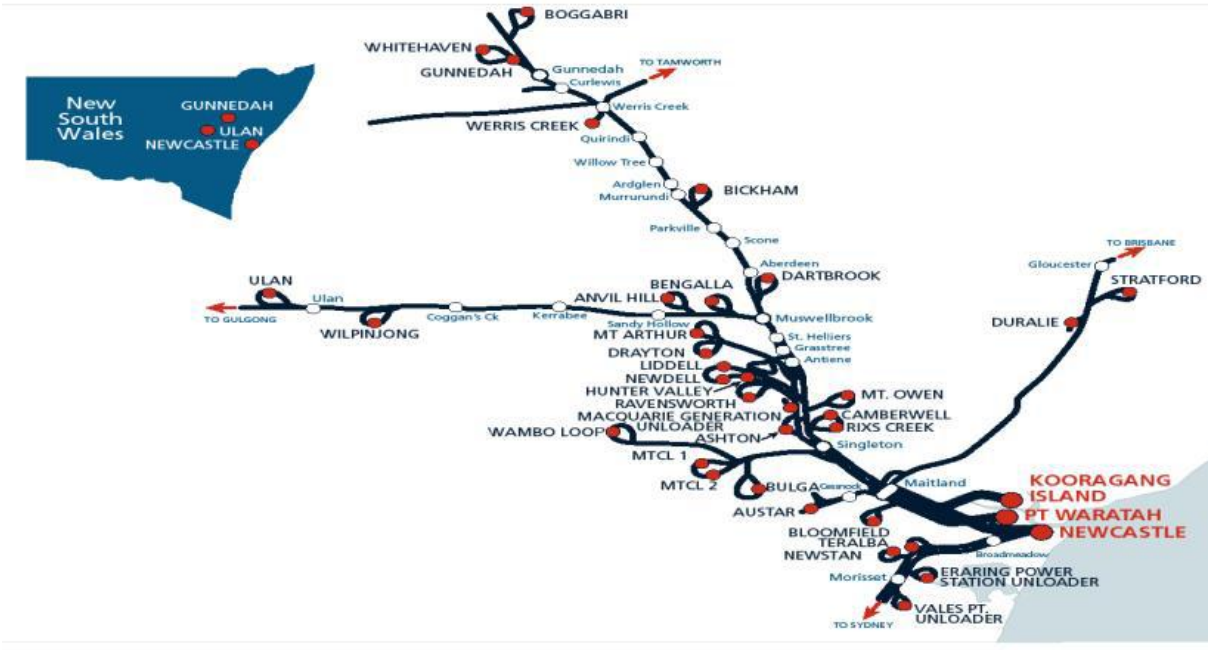 BOGGABRI
WHITEHAVEN
GUNNEDAH
Gunnedah
Curlewis
TO TAMWORTH
Werris Creek
WERRIS CREEK
Quirindi
Willow Tree
Ardglen
Murrurundi
BICKHAM
Parkville
Scone
Aberdeen
DARTBROOK
New
South
Wales
GUNNEDAH
ULAN
NEWCASTLE
TO BRISBANE
Gloucester
STRATFORD
DURALIE
ULAN
Ulan
TO GULGONG
WILPINJONG
Coggan's Ck
Kerrabee
ANVIL HILL
BENGALLA
Sandy Hollow
Muswellbrook
MT ARTHUR
St. Helliers
Grasstree
Antiene
DRAYTON
LIDDELL
NEWDELL
HUNTER VALLEY
RAVENSWORTH
MACQUARIE GENERATION
UNLOADER
MT. OWEN
CAMBERWELL
RIXS CREEK
ASHTON
WAMBO LOOP
Singleton
MTCL 1
MTCL 2
BULGA
Cessnock
Maitland
AUSTAR
KOORAGANG
ISLAND
PT WARATAH
NEWCASTLE
BLOOMFIELD
TERALBA
NEWSTAN
Broadmeadow
Morisset
ERARING POWER
STATION UNLOADER
VALES PT.
UNLOADER
TO SYDNEY